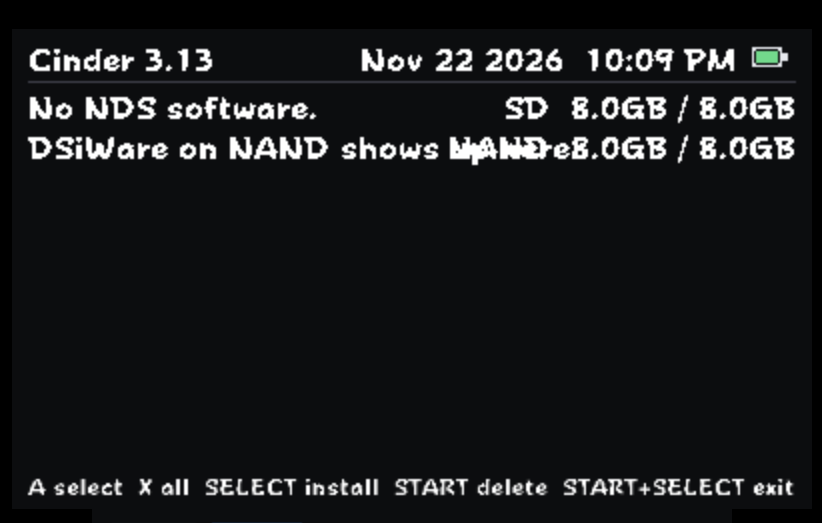 Cinder 3.13 Nov 22 2026 10:09 PM
No NDS software. SD 8.0GB / 8.0GB
DSiWare on NAND shows NAND 8.0GB / 8.0GB
A select X all SELECT install START delete START+SELECT exit